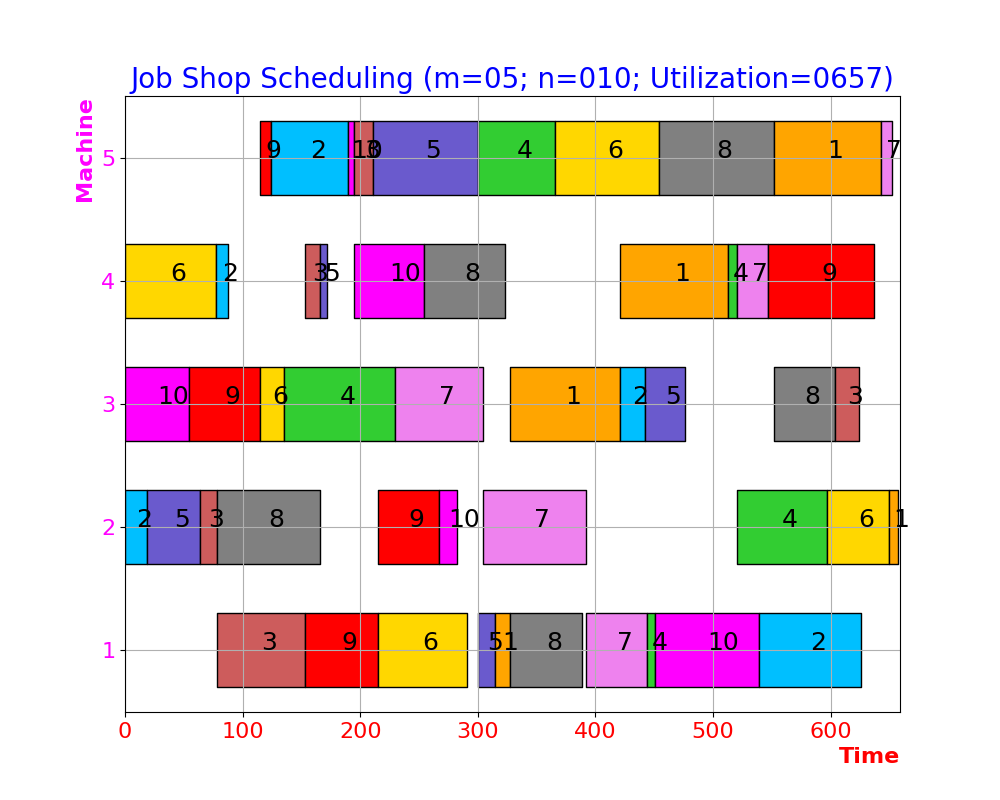 Job Shop Scheduling (m=05; n=010; Utilization=0657)
Machine
5 9 2 10 3 5 4 6 8 1 7
4 6 2 3 5 10 8 1 4 7 9
3 10 9 6 4 7 1 2 5 8 3
2 2 5 3 8 9 10 7 4 6 1
1 3 9 6 5 1 8 7 4 10 2
0 100 200 300 400 500 600
Time